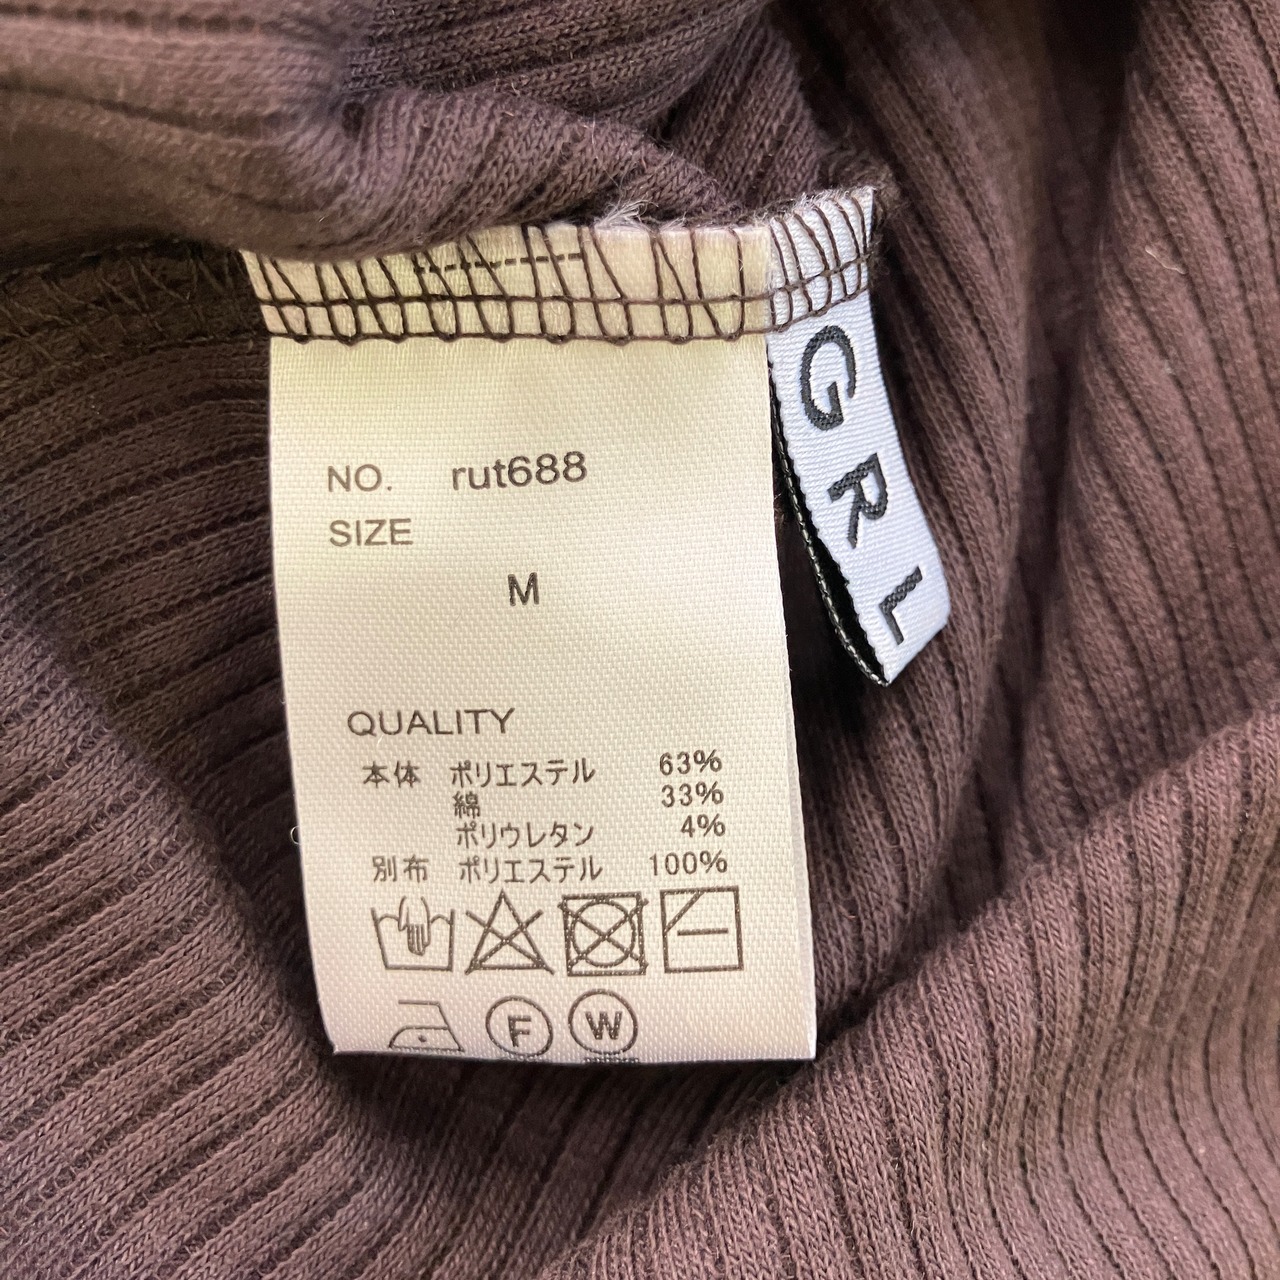 NO. rut688
SIZE
M
QUALITY
本体 ポリエステル 63%
綿 33%
ポリウレタン 4%
別布 ポリエステル 100%
F W
GRL